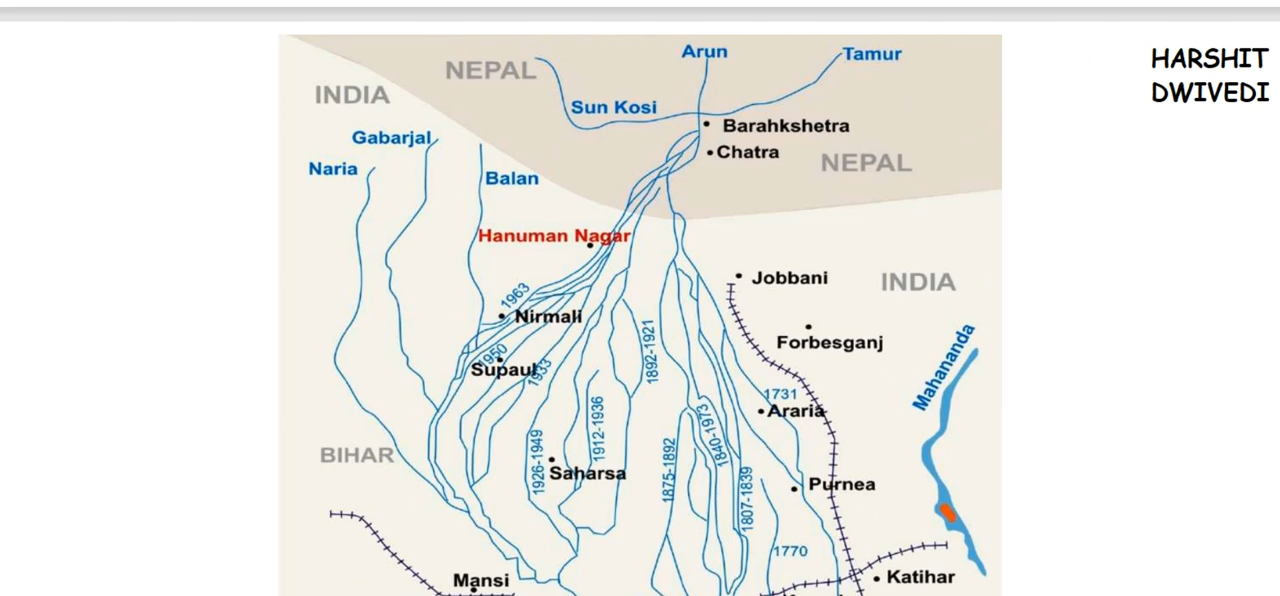 HARSHIT
DWIVEDI
Arun
Tamur
NEPAL
INDIA
Sun Kosi
Barahkshetra
Gabarjal
Chatra
NEPAL
Naria
Balan
Hanuman Nagar
Jobbani
INDIA
1963
Nirmali
Forbesganj
1950
Supaul
1933
1892-1921
Mahananda
1731
Araria
1912-1936
1840-1973
BIHAR
1926-1949
Saharsa
1875-1892
1807-1839
Purnea
1770
Mansi
Katihar